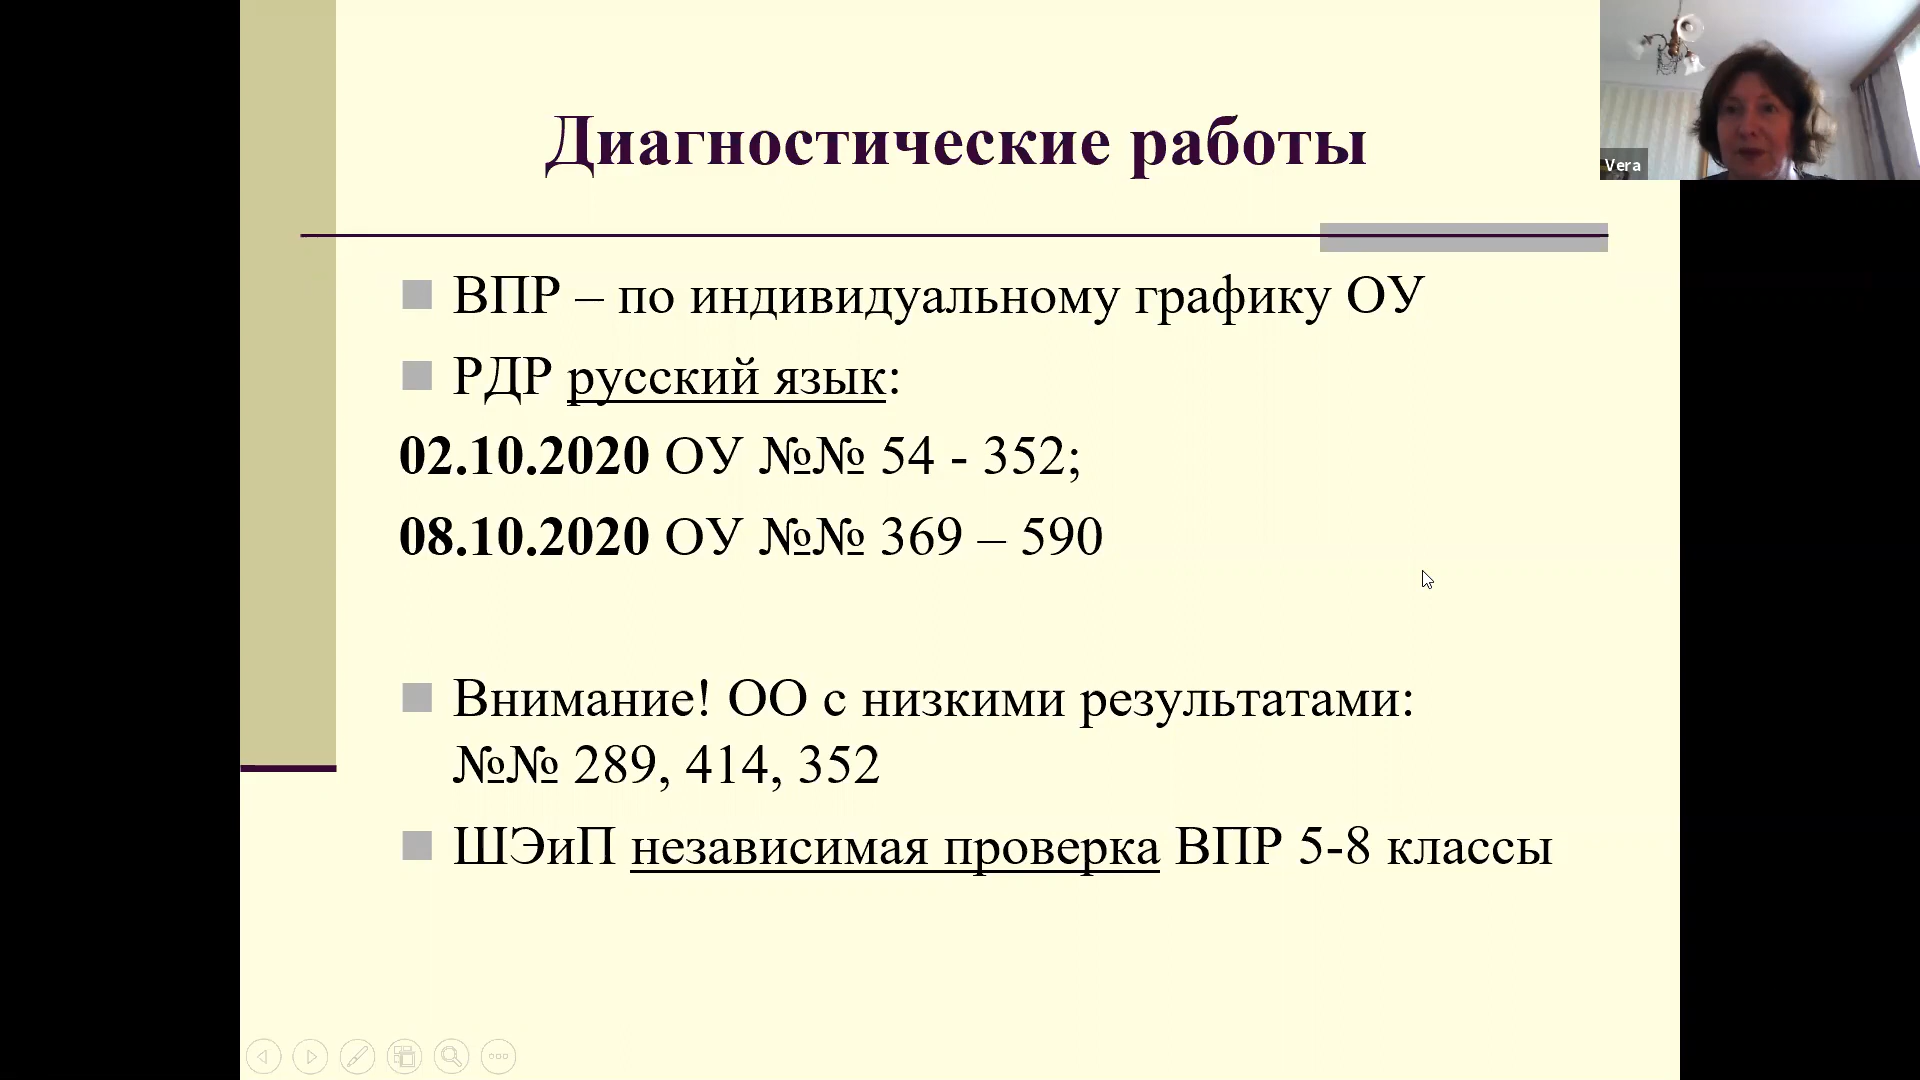 Диагностические работы
Vera
ВПР – по индивидуальному графику ОУ
РДР русский язык:
02.10.2020 ОУ №№ 54 - 352;
08.10.2020 ОУ №№ 369 – 590
Внимание! ОО с низкими результатами:
№№ 289, 414, 352
ШЭиП независимая проверка ВПР 5-8 классы